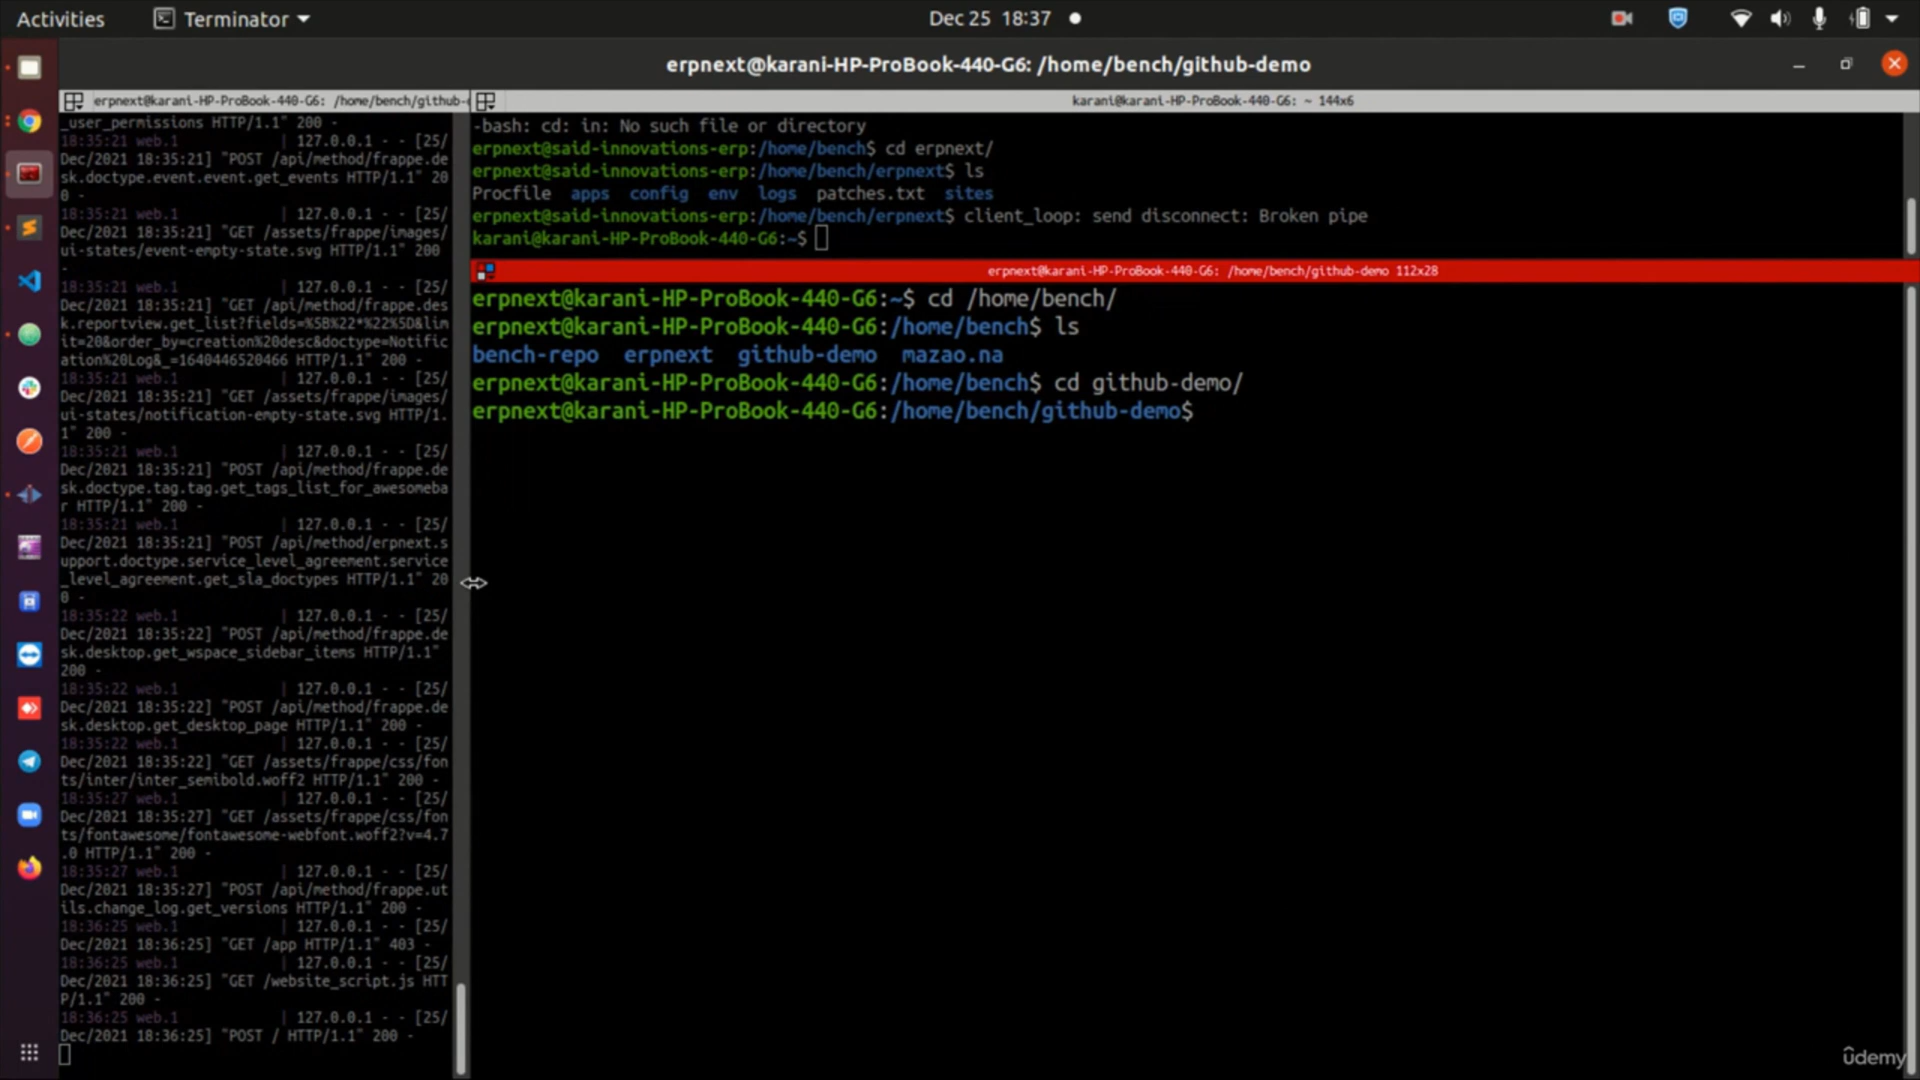 Activities
Terminator
Dec 25 18:37
erpnext@karani-HP-ProBook-440-G6: /home/bench/github-demo
erpnext@karani-HP-ProBook-440-G6: /home/bench/github-
_user_permissions HTTP/1.1" 200 -
18:35:21 web.1 | 127.0.0.1 - - [25/
Dec/2021 18:35:21] "POST /api/method/frappe.de
sk.doctype.event.event.get_events HTTP/1.1" 20
0 -
18:35:21 web.1 | 127.0.0.1 - - [25/
Dec/2021 18:35:21] "GET /assets/frappe/images/
ui-states/event-empty-state.svg HTTP/1.1" 200
-
18:35:21 web.1 | 127.0.0.1 - - [25/
Dec/2021 18:35:21] "GET /api/method/frappe.des
k.reportview.get_list?fields=%5B%22*%22%5D&lim
it=20&order_by=creation%20desc&doctype=Notific
ation%20Log&_=1640446520466 HTTP/1.1" 200 -
18:35:21 web.1 | 127.0.0.1 - - [25/
Dec/2021 18:35:21] "GET /assets/frappe/images/
ui-states/notification-empty-state.svg HTTP/1.
1" 200 -
18:35:21 web.1 | 127.0.0.1 - - [25/
Dec/2021 18:35:21] "POST /api/method/frappe.de
sk.doctype.tag.tag.get_tags_list_for_awesomeba
r HTTP/1.1" 200 -
18:35:21 web.1 | 127.0.0.1 - - [25/
Dec/2021 18:35:21] "POST /api/method/erpnext.s
upport.doctype.service_level_agreement.service
_level_agreement.get_sla_doctypes HTTP/1.1" 20
0 -
18:35:22 web.1 | 127.0.0.1 - - [25/
Dec/2021 18:35:22] "POST /api/method/frappe.de
sk.desktop.get_wspace_sidebar_items HTTP/1.1"
200 -
18:35:22 web.1 | 127.0.0.1 - - [25/
Dec/2021 18:35:22] "POST /api/method/frappe.de
sk.desktop.get_desktop_page HTTP/1.1" 200 -
18:35:22 web.1 | 127.0.0.1 - - [25/
Dec/2021 18:35:22] "GET /assets/frappe/css/fon
ts/inter/inter_semibold.woff2 HTTP/1.1" 200 -
18:35:27 web.1 | 127.0.0.1 - - [25/
Dec/2021 18:35:27] "GET /assets/frappe/css/fon
ts/fontawesome/fontawesome-webfont.woff2?v=4.7
.0 HTTP/1.1" 200 -
18:35:27 web.1 | 127.0.0.1 - - [25/
Dec/2021 18:35:27] "POST /api/method/frappe.ut
ils.change_log.get_versions HTTP/1.1" 200 -
18:36:25 web.1 | 127.0.0.1 - - [25/
Dec/2021 18:36:25] "GET /app HTTP/1.1" 403 -
18:36:25 web.1 | 127.0.0.1 - - [25/
Dec/2021 18:36:25] "GET /website_script.js HTT
P/1.1" 200 -
18:36:25 web.1 | 127.0.0.1 - - [25/
Dec/2021 18:36:25] "POST / HTTP/1.1" 200 -
karani@karani-HP-ProBook-440-G6: ~ 144x6
-bash: cd: in: No such file or directory
erpnext@said-innovations-erp:/home/bench$ cd erpnext/
erpnext@said-innovations-erp:/home/bench/erpnext$ ls
Procfile apps config env logs patches.txt sites
erpnext@said-innovations-erp:/home/bench/erpnext$ client_loop: send disconnect: Broken pipe
karani@karani-HP-ProBook-440-G6:~$
erpnext@karani-HP-ProBook-440-G6: /home/bench/github-demo 112x28
erpnext@karani-HP-ProBook-440-G6:~$ cd /home/bench/
erpnext@karani-HP-ProBook-440-G6:/home/bench$ ls
bench-repo erpnext github-demo mazao.na
erpnext@karani-HP-ProBook-440-G6:/home/bench$ cd github-demo/
erpnext@karani-HP-ProBook-440-G6:/home/bench/github-demo$
udemy